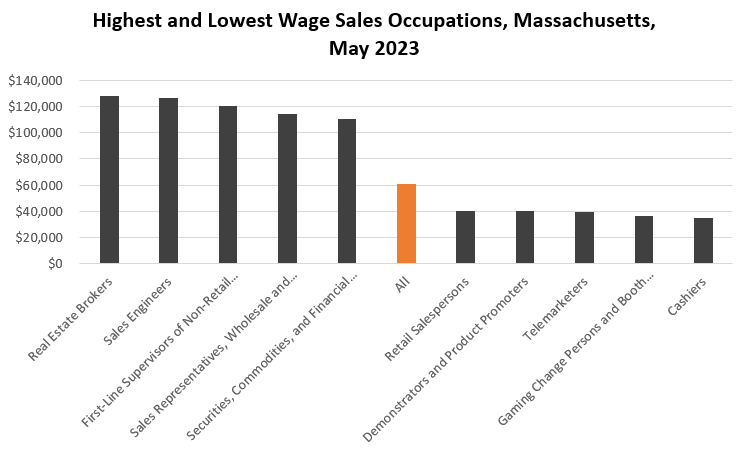 Highest and Lowest Wage Sales Occupations, Massachusetts,
May 2023
$140,000
$120,000
$100,000
$80,000
$60,000
$40,000
$20,000
$0
Real Estate Brokers
Sales Engineers
First-Line Supervisors of Non-Retail...
Sales Representatives, Wholesale and...
Securities, Commodities, and Financial...
All
Retail Salespersons
Demonstrators and Product Promoters
Telemarketers
Gaming Change Persons and Booth...
Cashiers